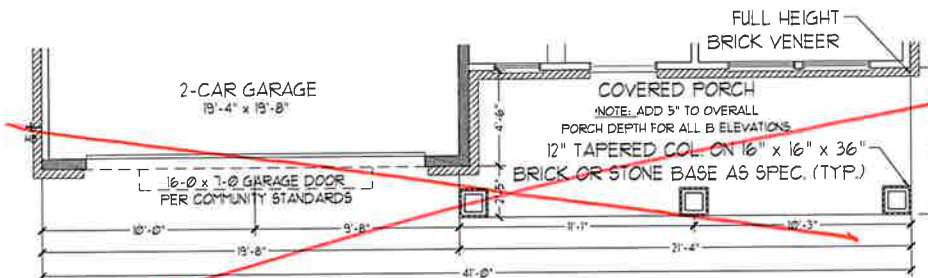 FULL HEIGHT
BRICK VENEER
2-CAR GARAGE
19'-4" x 19'-8"
COVERED PORCH
NOTE: ADD 5" TO OVERALL
PORCH DEPTH FOR ALL B ELEVATIONS.
12" TAPERED COL. ON 16" x 16" x 36"
BRICK OR STONE BASE AS SPEC. (TYP.)
4'-6"
16-0 x 7-0 GARAGE DOOR
PER COMMUNITY STANDARDS
10'-0"
9'-8"
11'-1"
10'-3"
19'-8"
21'-4"
41'-0"